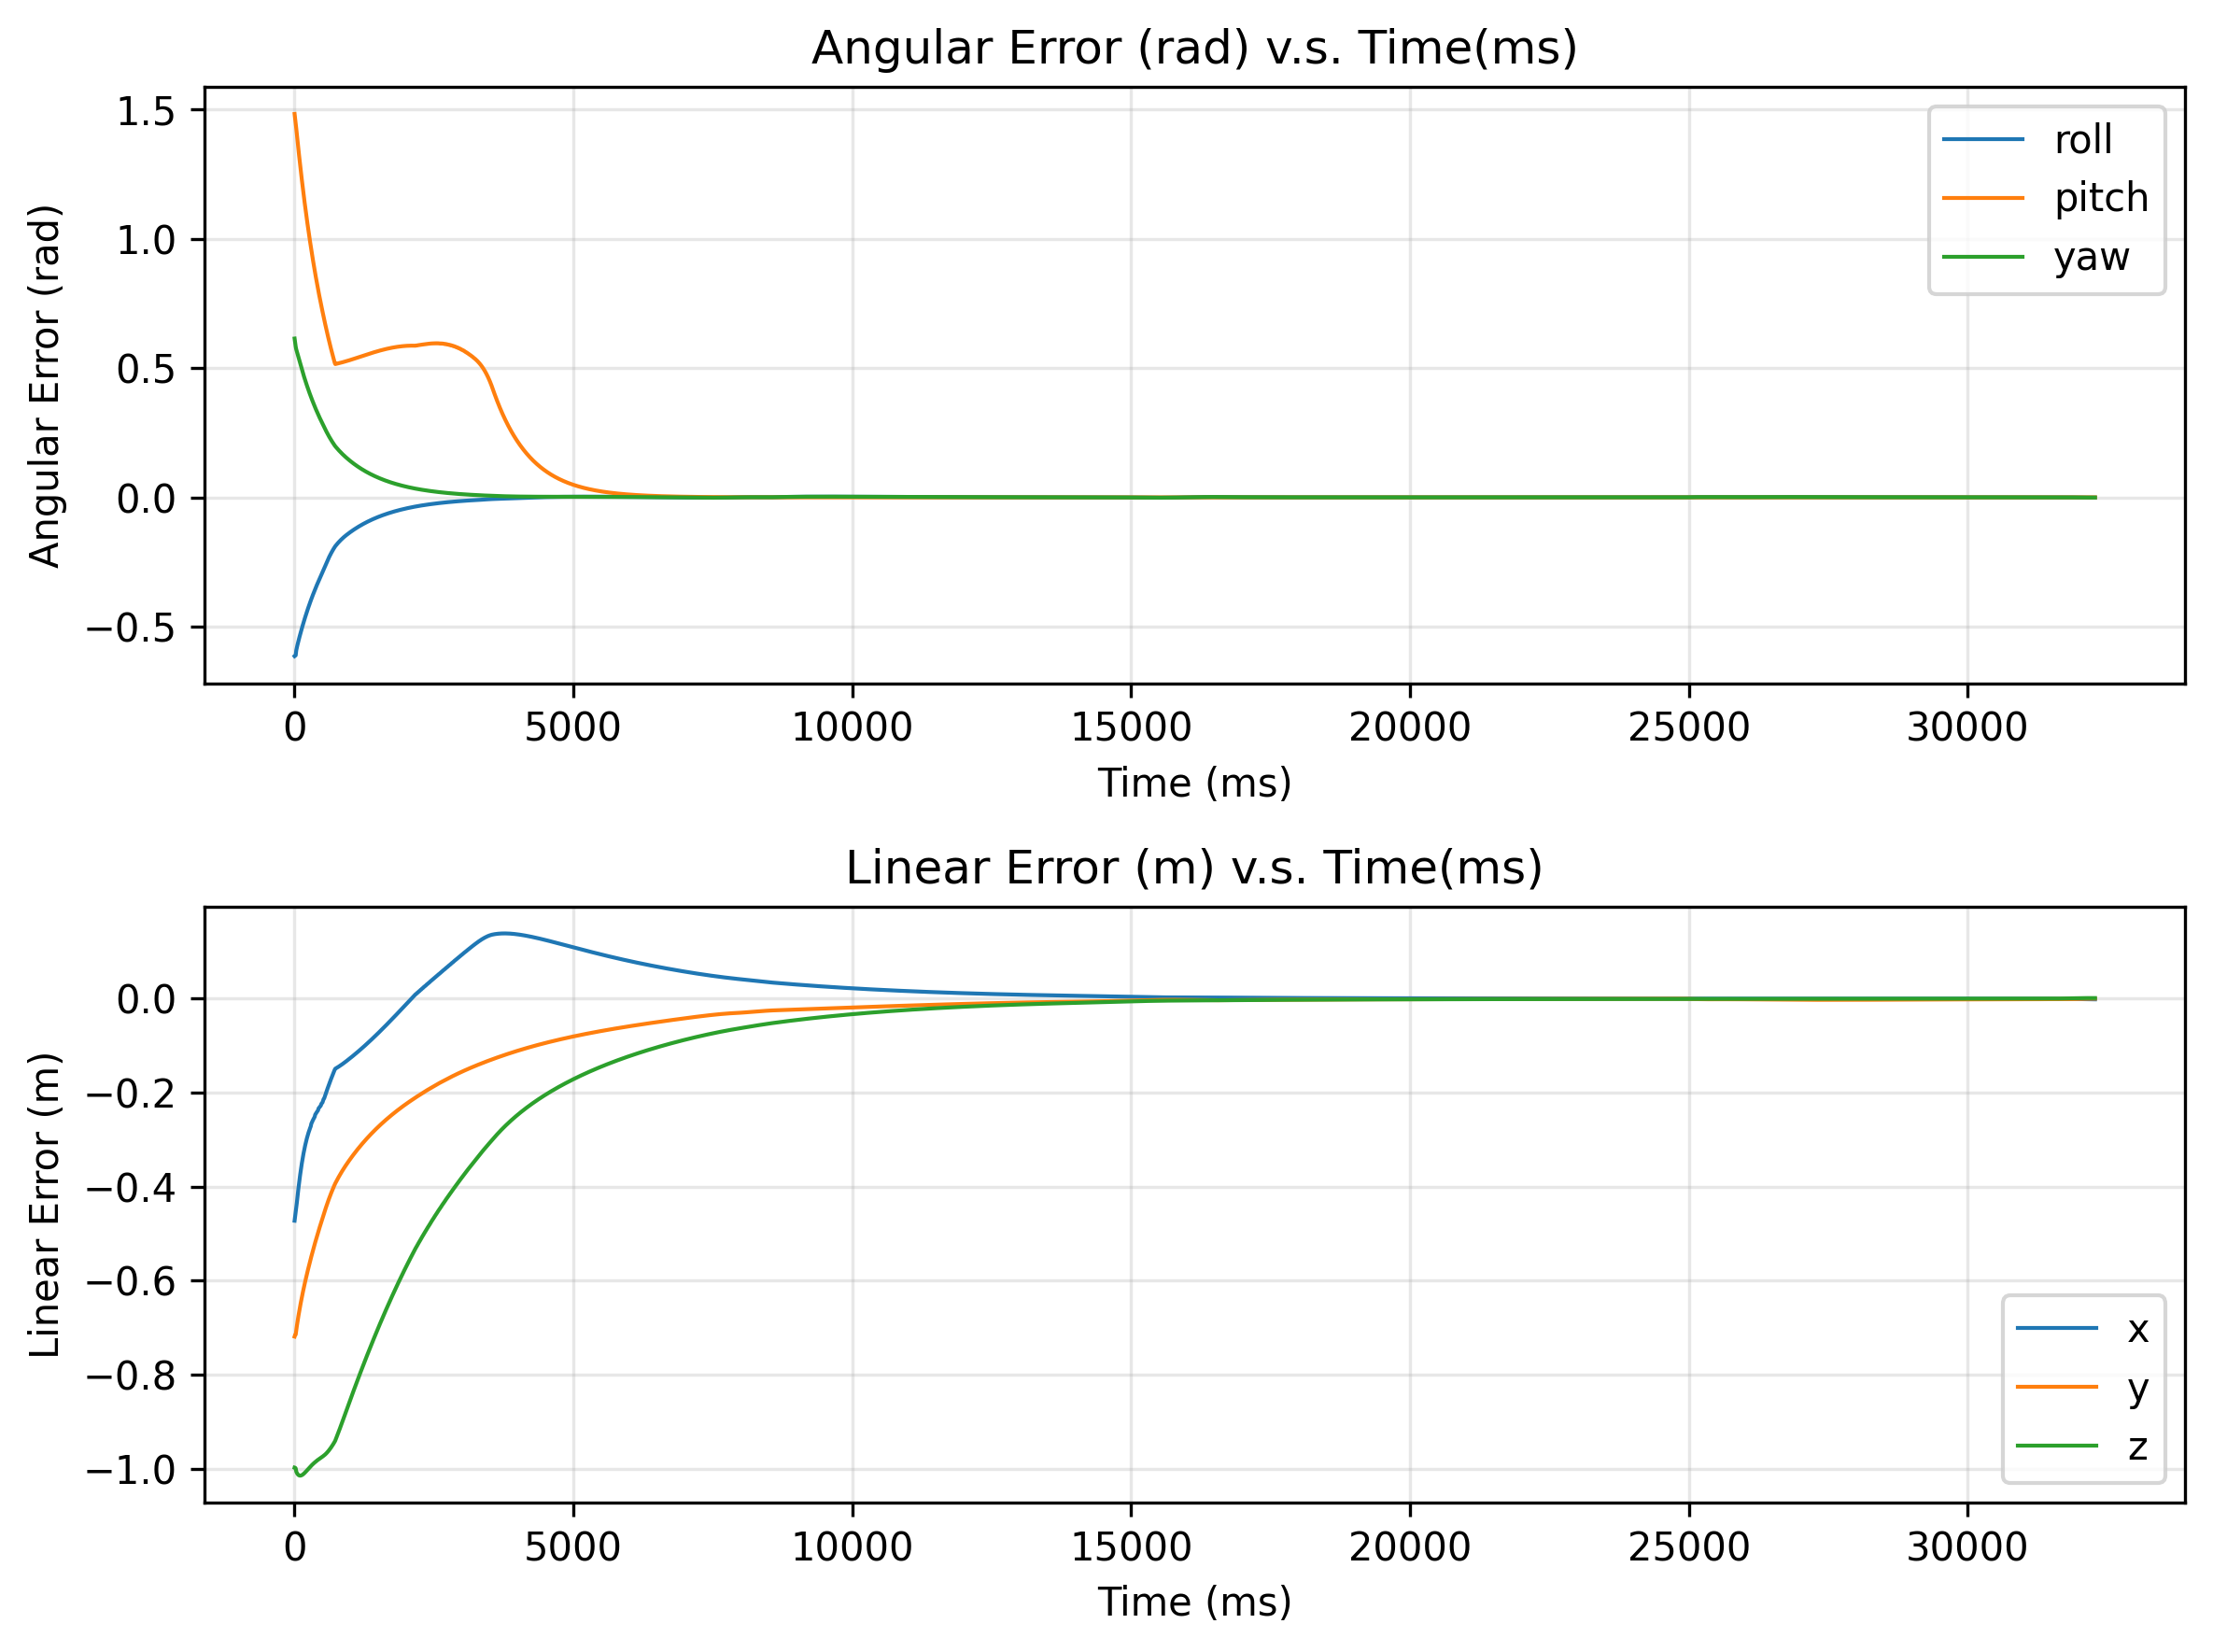 Angular Error (rad) v.s. Time(ms)
Angular Error (rad)
1.5
1.0
0.5
0.0
−0.5
roll
pitch
yaw
0 5000 10000 15000 20000 25000 30000
Time (ms)
Linear Error (m) v.s. Time(ms)
Linear Error (m)
0.0
−0.2
−0.4
−0.6
−0.8
−1.0
x
y
z
0 5000 10000 15000 20000 25000 30000
Time (ms)